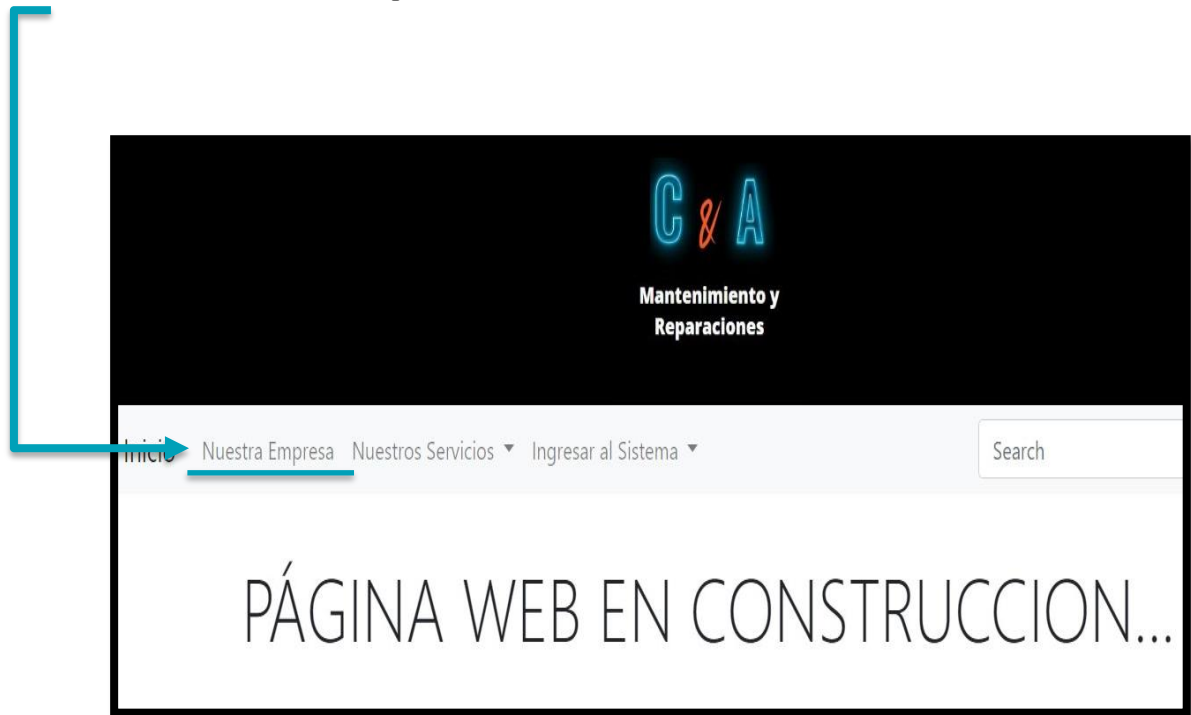 C & A
Mantenimiento y
Reparaciones
Inicio Nuestra Empresa Nuestros Servicios Ingresar al Sistema Search
PÁGINA WEB EN CONSTRUCCION...